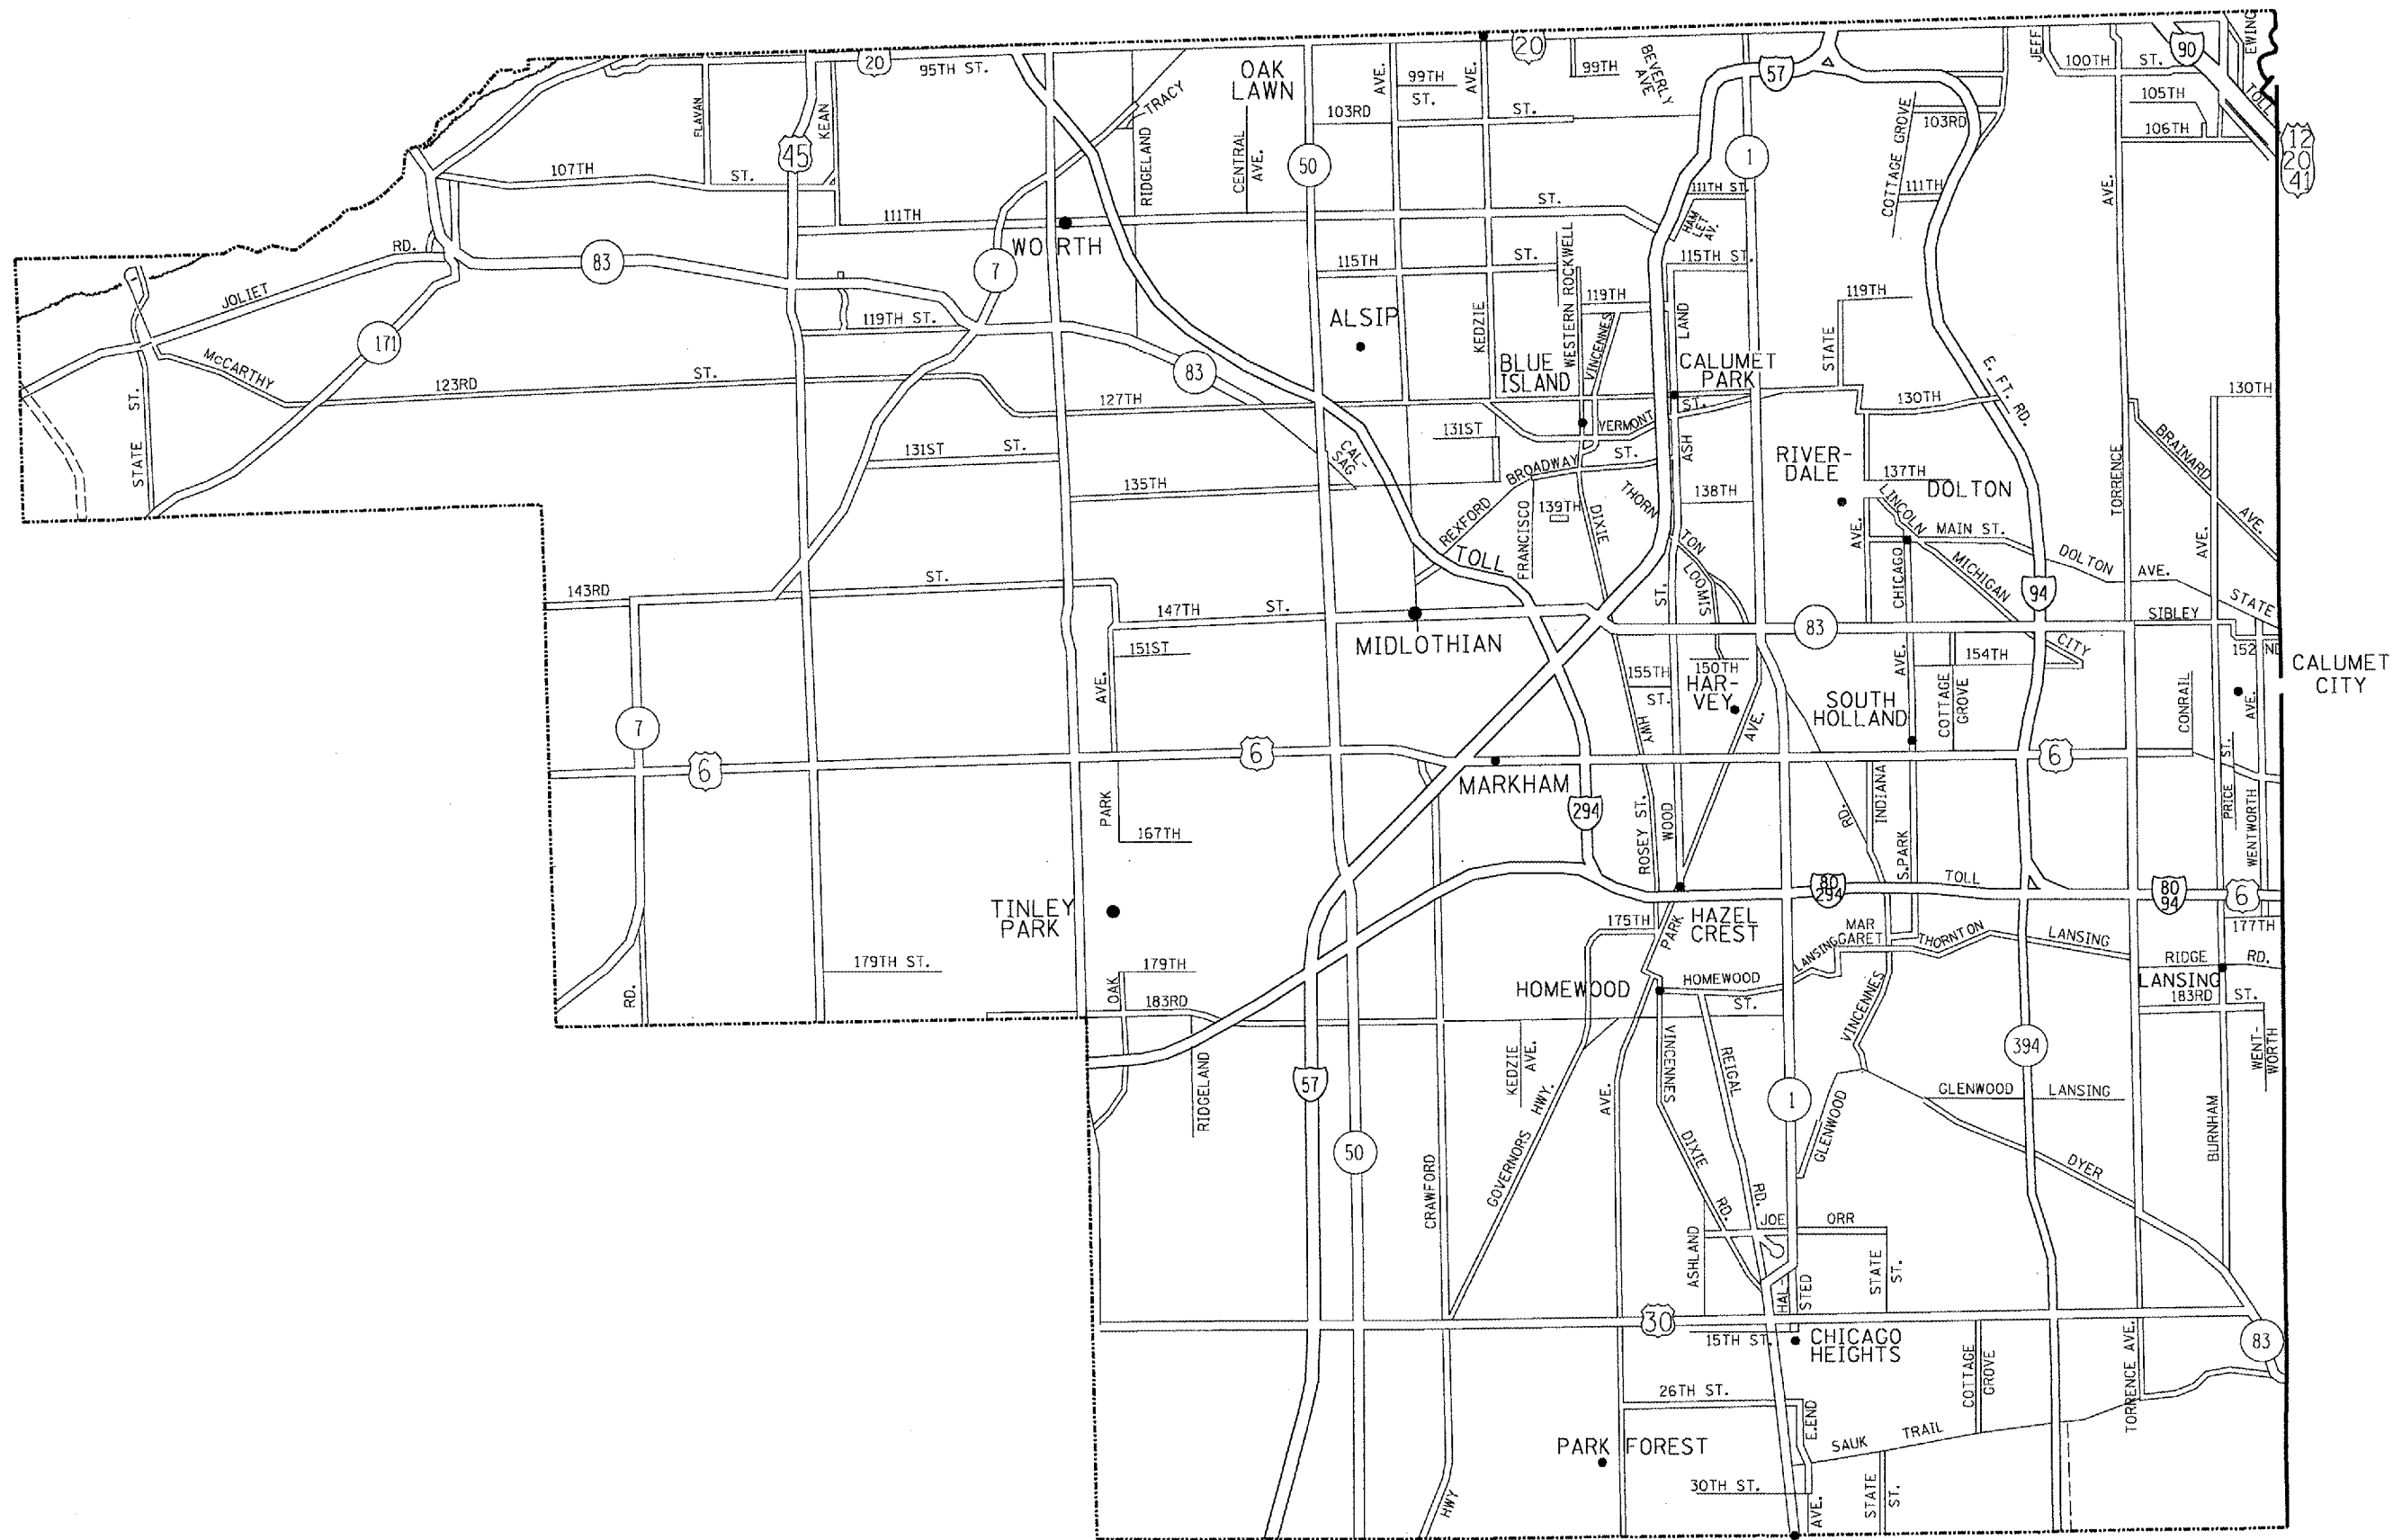 20
95TH ST.
OAK
LAWN
AVE.
99TH
ST.
AVE.
20
99TH
BEVERLY
AVE
57
JEFF
100TH ST.
90
EWING
TOLL
FLAVAN
KEAN
45
TRACY
RIDGELAND
CENTRAL
AVE.
50
103RD ST.
1
COTTAGE GROVE
103RD
105TH
106TH
12
20
41
107TH ST.
111TH ST.
111TH ST.
HAM
LET
AV.
111TH
AVE.
RD.
83
WORTH
7
115TH ST.
WESTERN
ROCKWELL
115TH ST.
JOLIET
171
119TH ST.
ALSIP
KEDZIE
119TH
VINCENNES
LAND
119TH
STATE
McCARTHY
ST.
STATE
123RD ST.
83
127TH
BLUE
ISLAND
CALUMET
PARK
ST.
130TH
E. FT. RD.
130TH
131ST ST.
CAL-
SAG
131ST
VERMONT
BROADWAY
ST.
ASH
RIVER-
DALE
137TH
DOLTON
TORRENCE
BRAINARD
AVE.
135TH
REXFORD
FRANCISCO
139TH
DIXIE
THORN
TON
138TH
AVE.
LINCOLN
MAIN ST.
DOLTON AVE.
AVE.
TOLL
LOOMIS
ST.
CHICAGO
MICHIGAN
CITY
94
STATE
143RD ST.
147TH ST.
MIDLOTHIAN
83
SIBLEY
151ST
AVE.
155TH
ST.
150TH
HAR-
VEY
AVE.
154TH
152 ND
CALUMET
CITY
SOUTH
HOLLAND
COTTAGE
GROVE
CONRAIL
AVE.
7
HWY
AVE.
6
6
MARKHAM
6
294
PARK
167TH
ROSEY ST.
WOOD
RD.
INDIANA
S.PARK
PRICE ST.
WENTWORTH
TINLEY
PARK
80
294
TOLL
80
94
6
177TH
175TH
PARK
HAZEL
CREST
LANSING
MAR
GARET
THORNTON
LANSING
RIDGE RD.
LANSING
179TH ST.
RD.
OAK
179TH
183RD
HOMEWOOD
HOMEWOOD
ST.
VINCENNES
183RD ST.
WENT-
WORTH
RIDGELAND
57
KEDZIE
AVE.
HWY.
GOVERNORS
AVE.
VINCENNES
REIGAL
RD.
1
GLENWOOD
394
GLENWOOD LANSING
50
CRAWFORD
DIXIE
RD.
DYER
BURNHAM
ASHLAND
JOE ORR
STATE
ST.
HAL-
STED
30
15TH ST.
CHICAGO
HEIGHTS
83
26TH ST.
COTTAGE
GROVE
TORRENCE AVE.
PARK FOREST
E.END
SAUK TRAIL
HWY
30TH ST.
AVE.
STATE
ST.